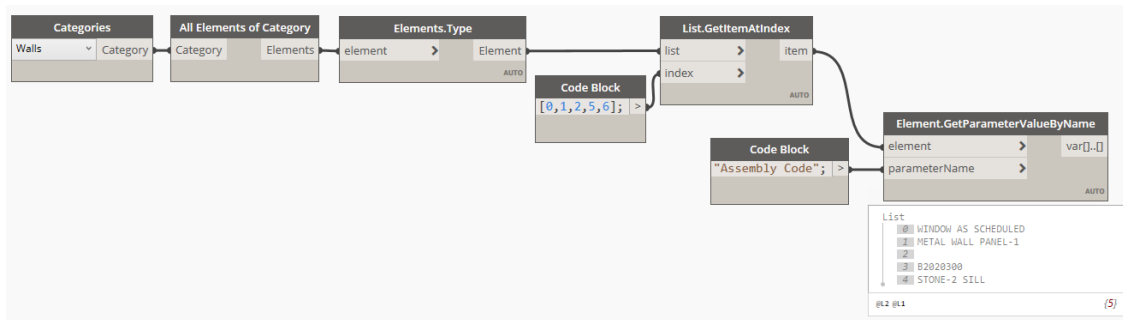 Categories
Walls
Category
All Elements of Category
Category
Elements
Elements.Type
element >
Element
AUTO
Code Block
[0,1,2,5,6]; >
List.GetItemAtIndex
list >
item
index >
AUTO
Code Block
"Assembly Code"; >
Element.GetParameterValueByName
element >
var[]..[]
parameterName >
AUTO
List
0 WINDOW AS SCHEDULED
1 METAL WALL PANEL-1
2
3 B2020300
4 STONE-2 SILL
@L2 @L1
{5}